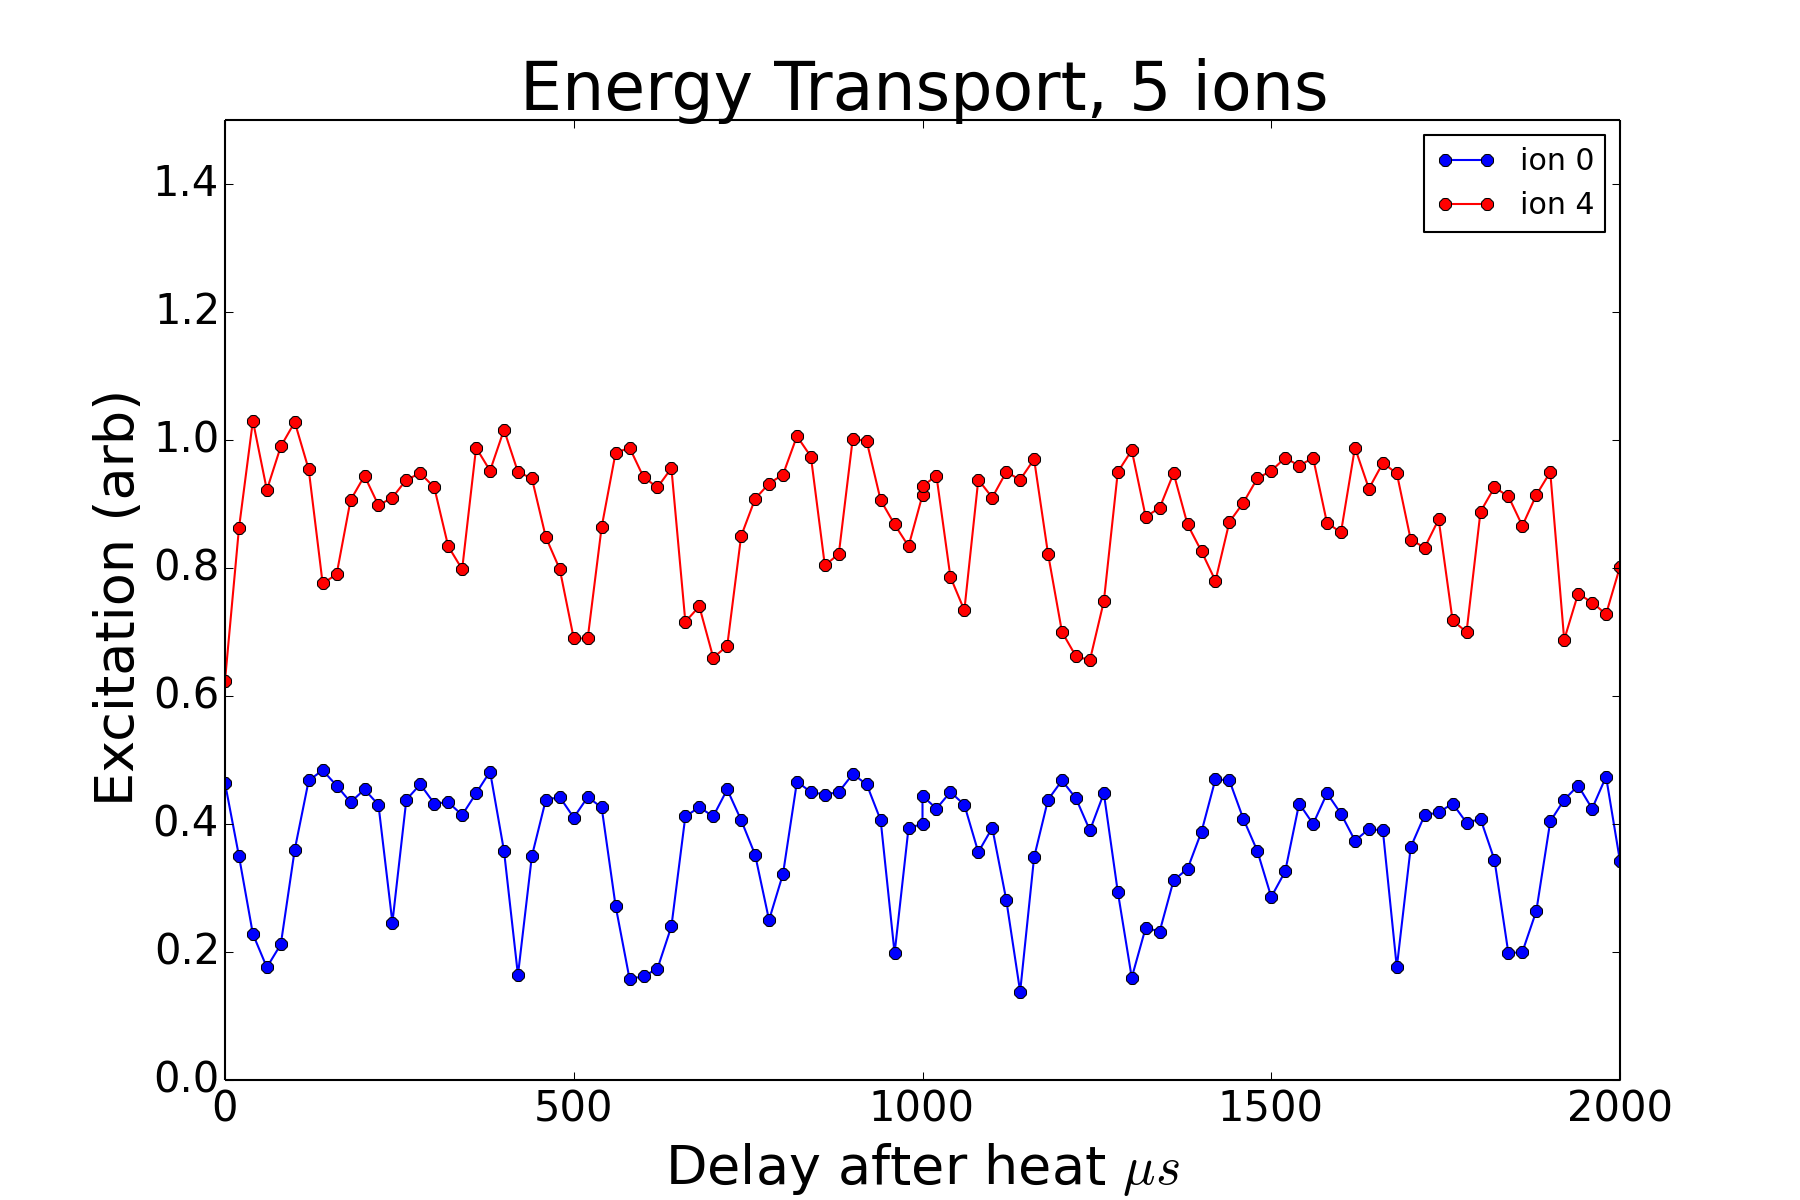 Energy Transport, 5 ions
ion 0
ion 4
1.4
1.2
1.0
0.8
0.6
0.4
0.2
0.0
Excitation (arb)
0 500 1000 1500 2000
Delay after heat μs